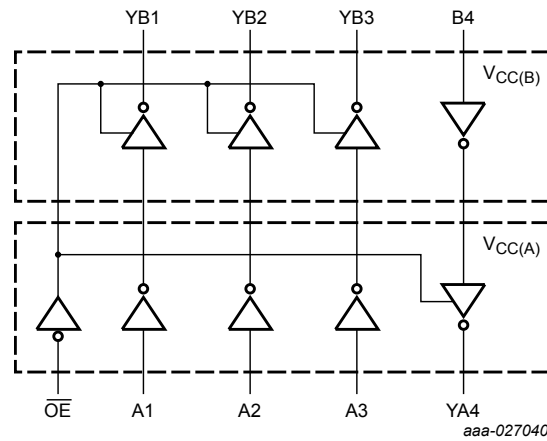 YB1 YB2 YB3 B4
VCC(B)
VCC(A)
OE A1 A2 A3 YA4
aaa-027040